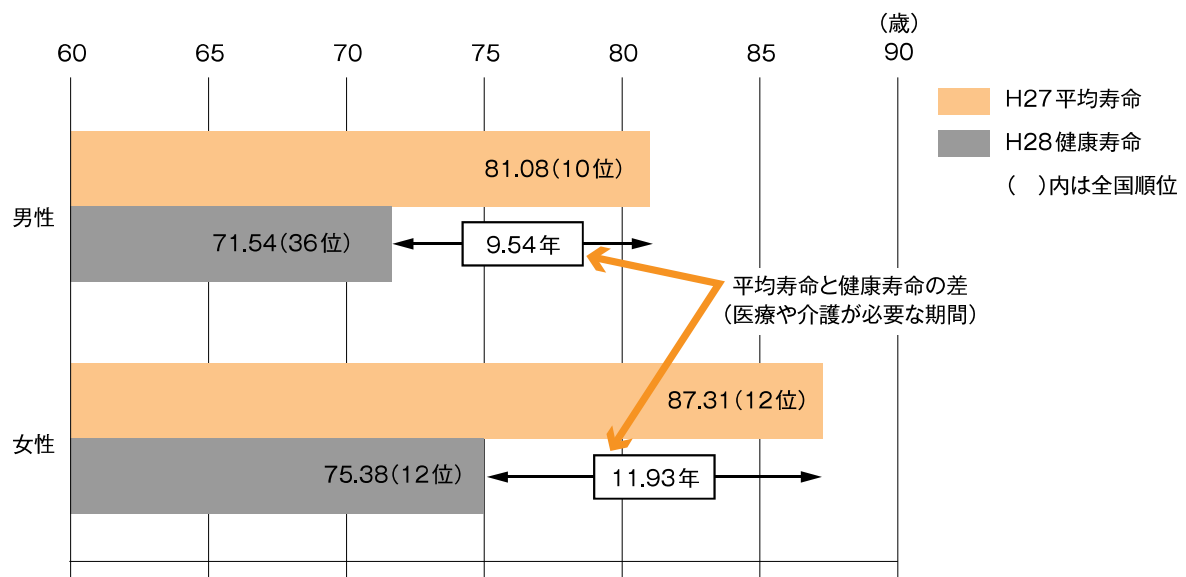 (歳)
60 65 70 75 80 85 90
H27平均寿命
H28健康寿命
( )内は全国順位
男性
81.08(10位)
71.54(36位)
9.54年
平均寿命と健康寿命の差
(医療や介護が必要な期間)
女性
87.31(12位)
75.38(12位)
11.93年